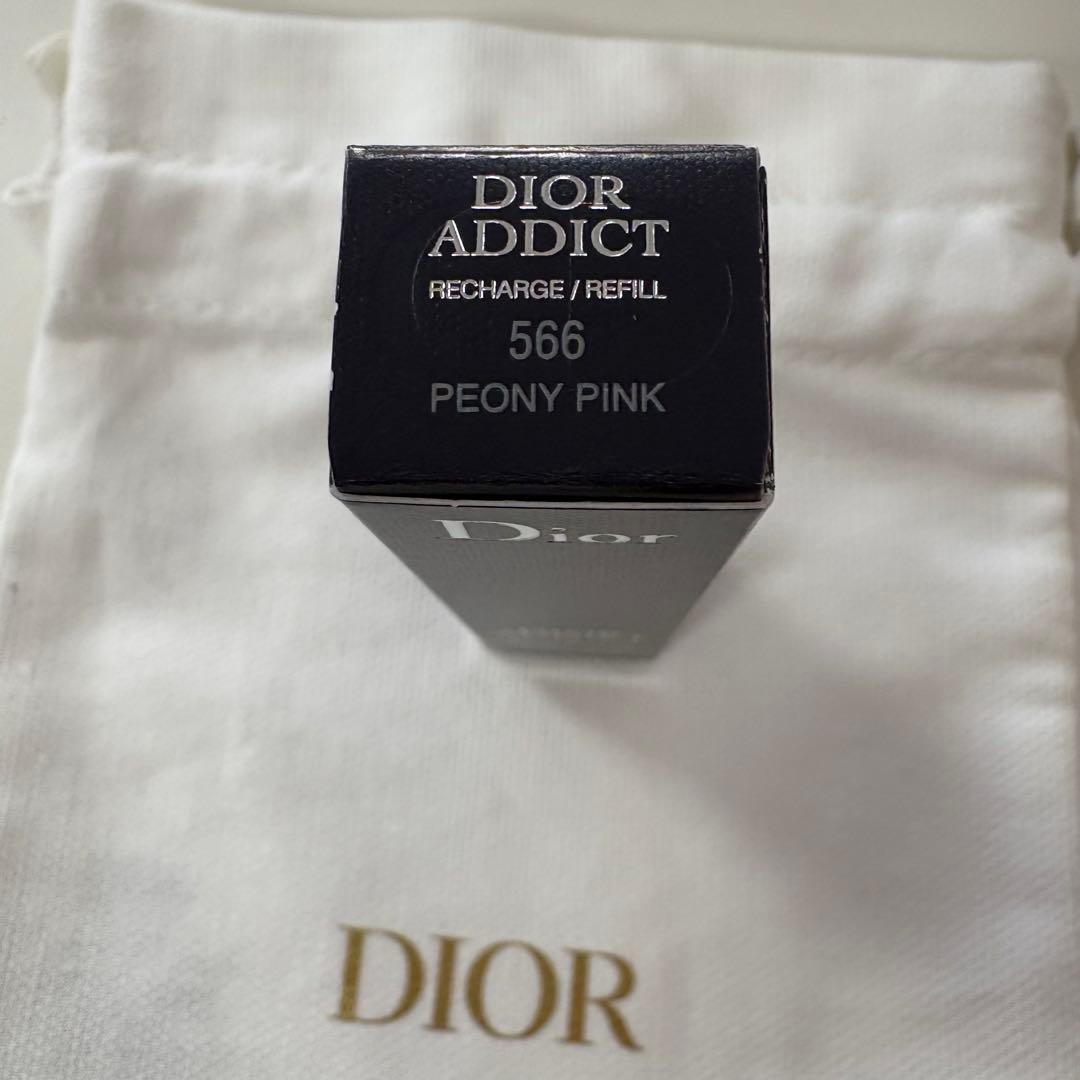 DIOR
ADDICT
RECHARGE / REFILL
566
PEONY PINK
Dior
DIOR